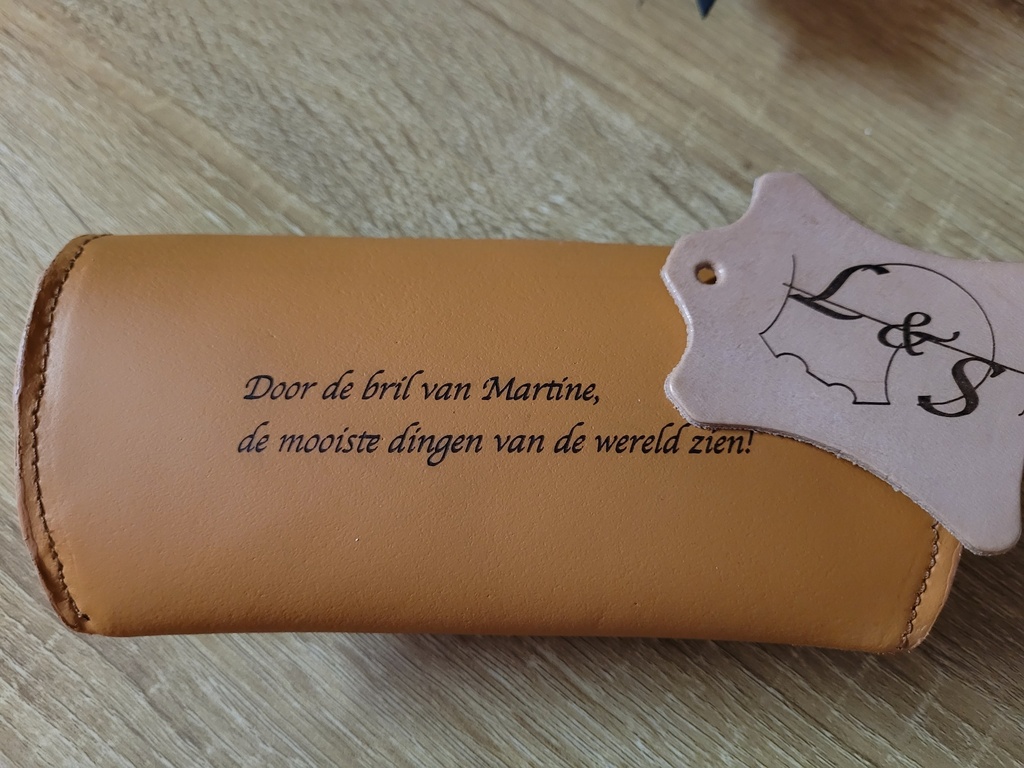 Door de bril van Martine,
de mooiste dingen van de wereld zien!
L & S